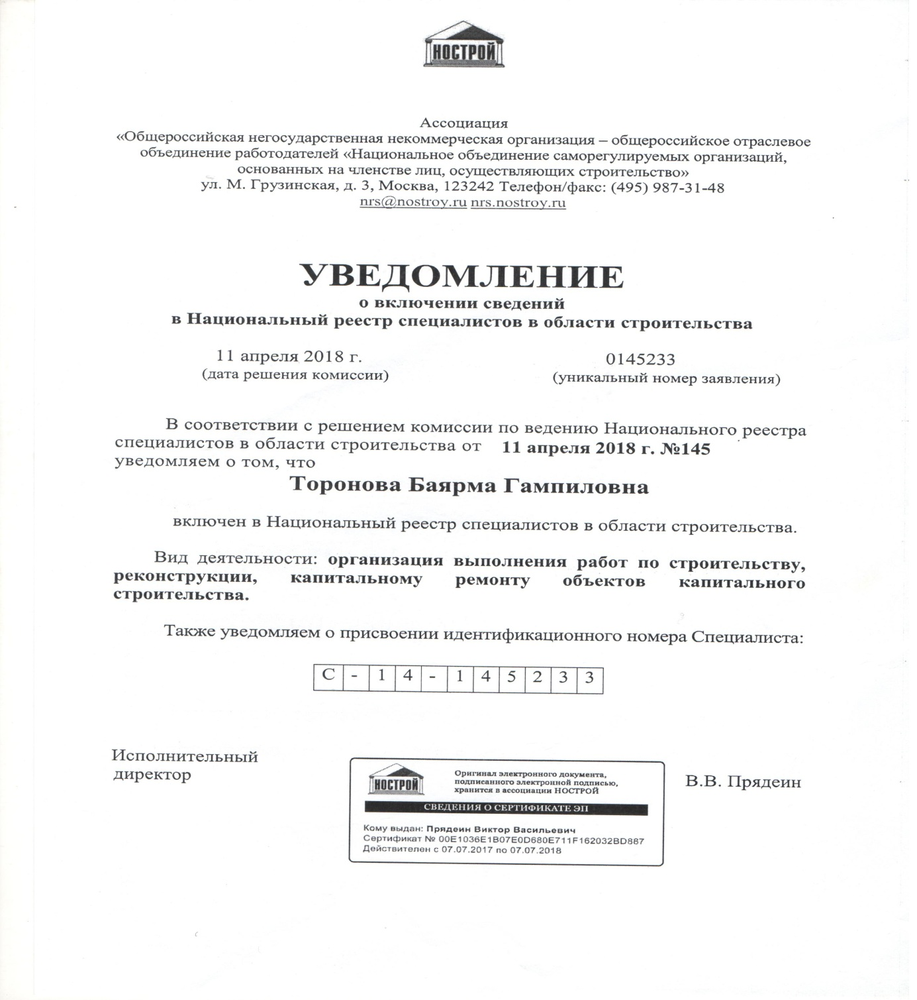 НОСТРОЙ
Ассоциация
«Общероссийская негосударственная некоммерческая организация – общероссийское отраслевое
объединение работодателей «Национальное объединение саморегулируемых организаций,
основанных на членстве лиц, осуществляющих строительство»
ул. М. Грузинская, д. 3, Москва, 123242 Телефон/факс: (495) 987-31-48
nrs@nostroy.ru nrs.nostroy.ru
УВЕДОМЛЕНИЕ
о включении сведений
в Национальный реестр специалистов в области строительства
11 апреля 2018 г. 0145233
(дата решения комиссии) (уникальный номер заявления)
В соответствии с решением комиссии по ведению Национального реестра
специалистов в области строительства от 11 апреля 2018 г. №145
уведомляем о том, что
Торонова Баярма Гампиловна
включен в Национальный реестр специалистов в области строительства.
Вид деятельности: организация выполнения работ по строительству,
реконструкции, капитальному ремонту объектов капитального
строительства.
Также уведомляем о присвоении идентификационного номера Специалиста:
С - 1 4 - 1 4 5 2 3 3
Исполнительный
директор
НОСТРОЙ
Оригинал электронного документа,
подписанного электронной подписью,
хранится в ассоциации НОСТРОЙ
СВЕДЕНИЯ О СЕРТИФИКАТЕ ЭП
Кому выдан: Прядеин Виктор Васильевич
Сертификат № 00E1036E1B07E0D680E711F162032BD887
Действителен с 07.07.2017 по 07.07.2018
В.В. Прядеин